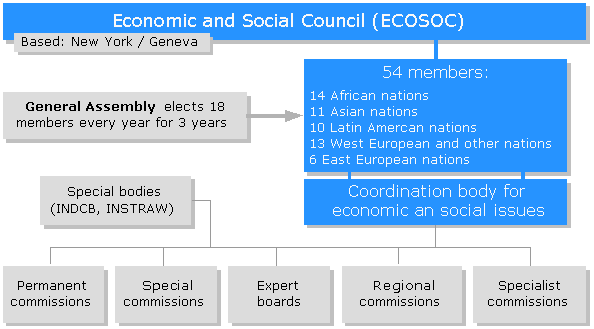 Economic and Social Council (ECOSOC)
Based: New York / Geneva
54 members:
14 African nations
11 Asian nations
10 Latin Amercan nations
13 West European and other nations
6 East European nations
General Assembly elects 18
members every year for 3 years
Special bodies
(INDCB, INSTRAW)
Coordination body for
economic an social issues
Permanent
commissions
Special
commissions
Expert
boards
Regional
commissions
Specialist
commissions